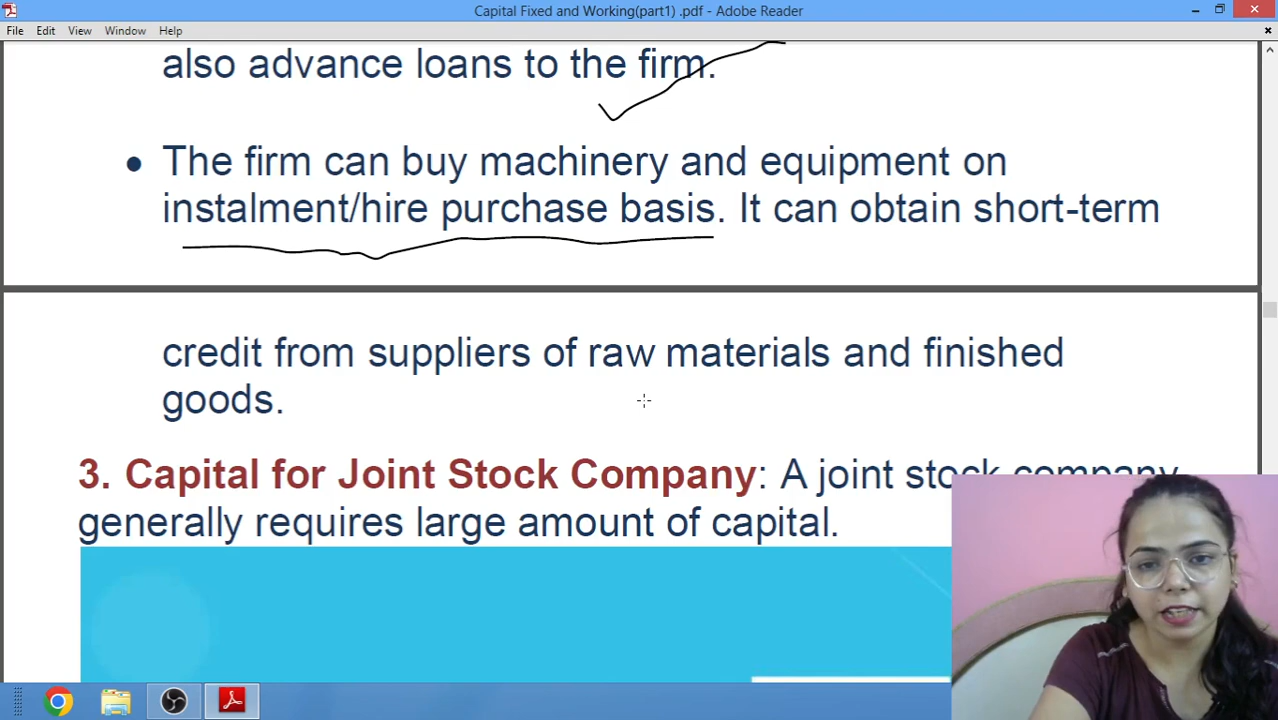 Capital Fixed and Working(part1) .pdf - Adobe Reader
File Edit View Window Help
also advance loans to the firm.
• The firm can buy machinery and equipment on
instalment/hire purchase basis. It can obtain short-term
credit from suppliers of raw materials and finished
goods.
3. Capital for Joint Stock Company: A joint stock company
generally requires large amount of capital.